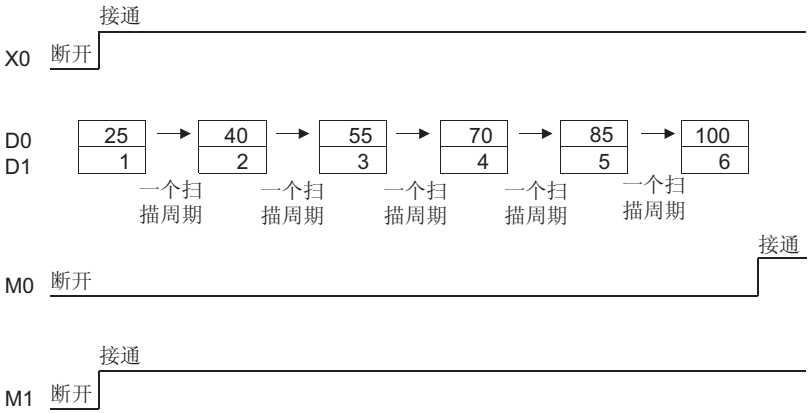 接通
X0 断开
D0 25 40 55 70 85 100
D1 1 2 3 4 5 6
一个扫 一个扫 一个扫 一个扫 一个扫
描周期 描周期 描周期 描周期 描周期
接通
M0 断开
接通
M1 断开